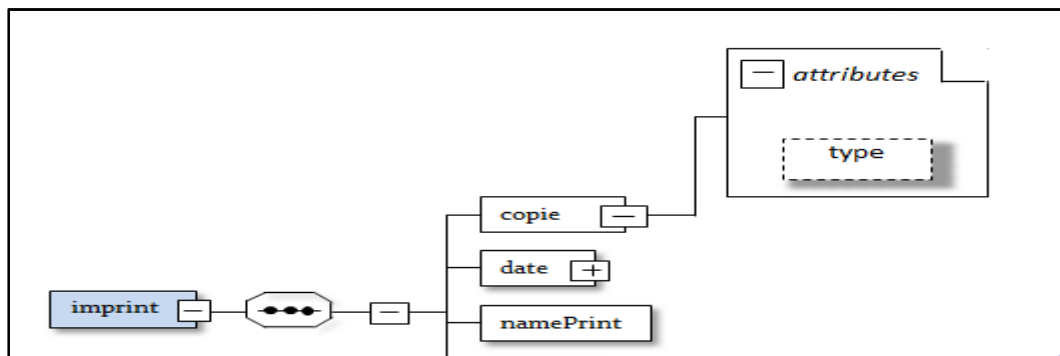 attributes
type
copie
date
imprint
namePrint